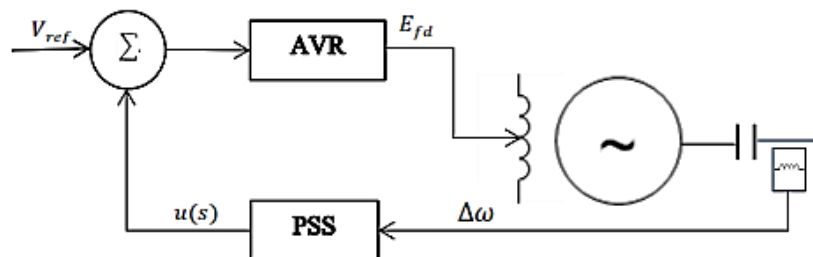 V_ref
Σ
AVR
E_fd
~
u(s)
PSS
Δω